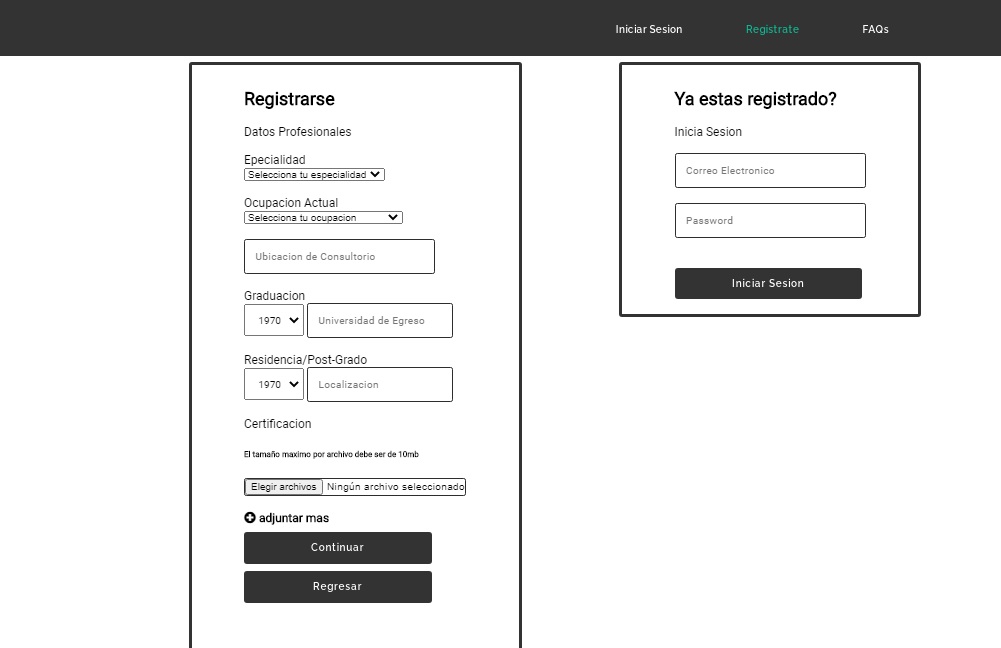 Iniciar Sesion Registrate FAQs
Registrarse
Datos Profesionales
Epecialidad
Selecciona tu especialidad
Ocupacion Actual
Selecciona tu ocupacion
Ubicacion de Consultorio
Graduacion
1970 Universidad de Egreso
Residencia/Post-Grado
1970 Localizacion
Certificacion
El tamaño maximo por archivo debe ser de 10mb
Elegir archivos Ningún archivo seleccionado
adjuntar mas
Continuar
Regresar
Ya estas registrado?
Inicia Sesion
Correo Electronico
Password
Iniciar Sesion